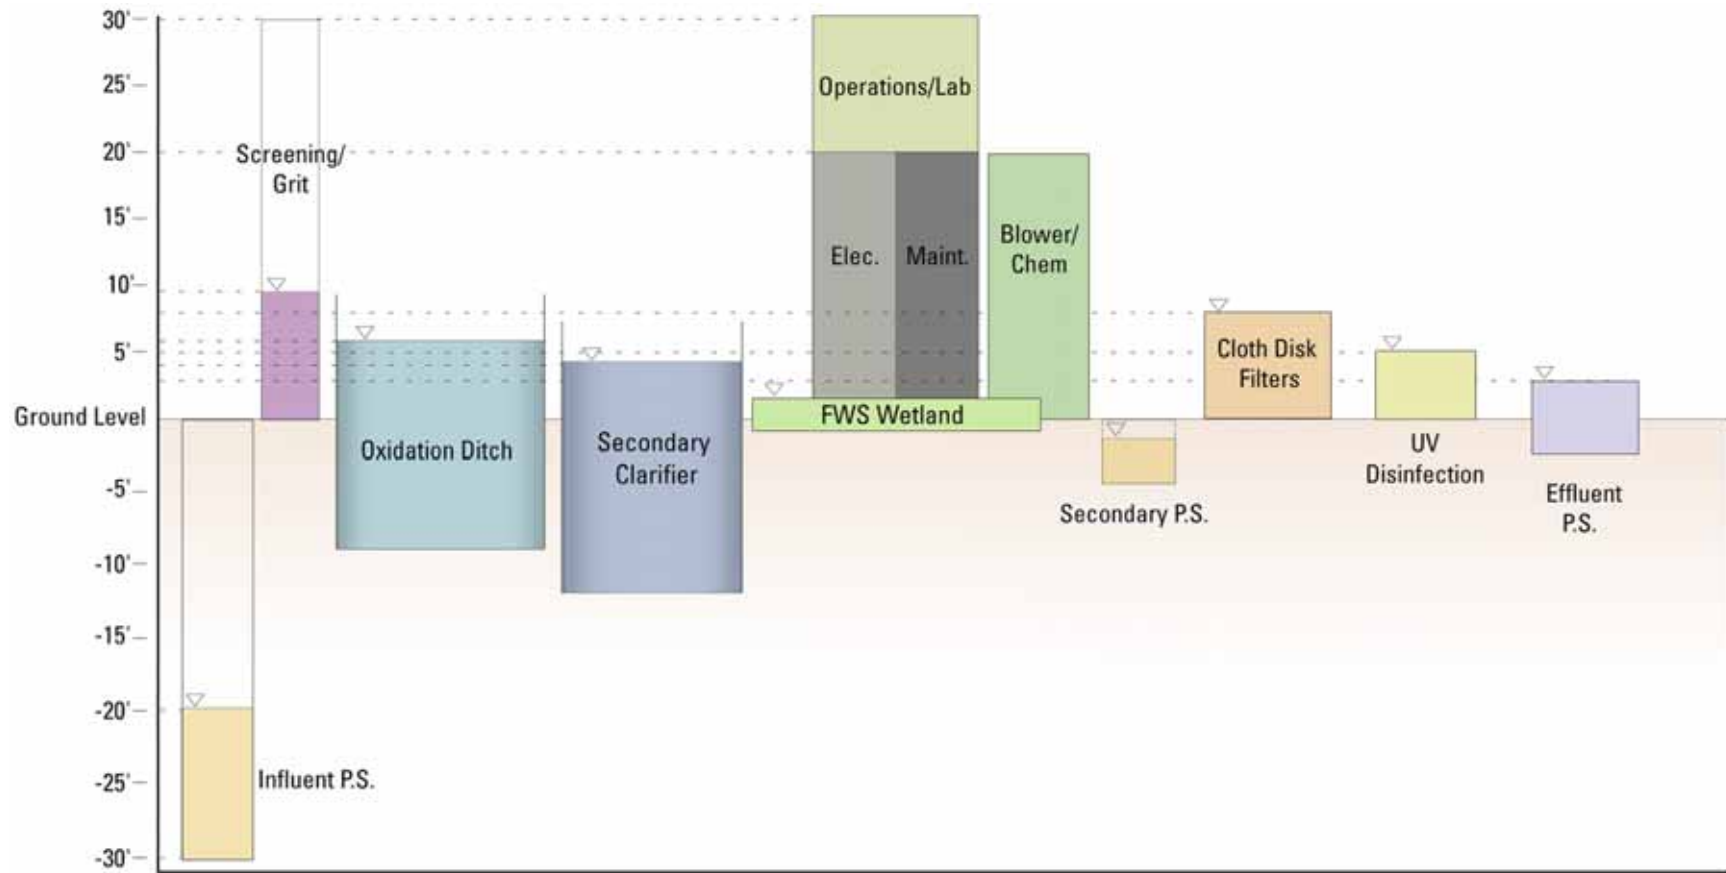 30'
25'
20'
15'
10'
5'
Ground Level
-5'
-10'
-15'
-20'
-25'
-30'
Screening/
Grit
Influent P.S.
Oxidation Ditch
Secondary
Clarifier
Operations/Lab
Elec.
Maint.
FWS Wetland
Blower/
Chem
Secondary P.S.
Cloth Disk
Filters
UV
Disinfection
Effluent
P.S.